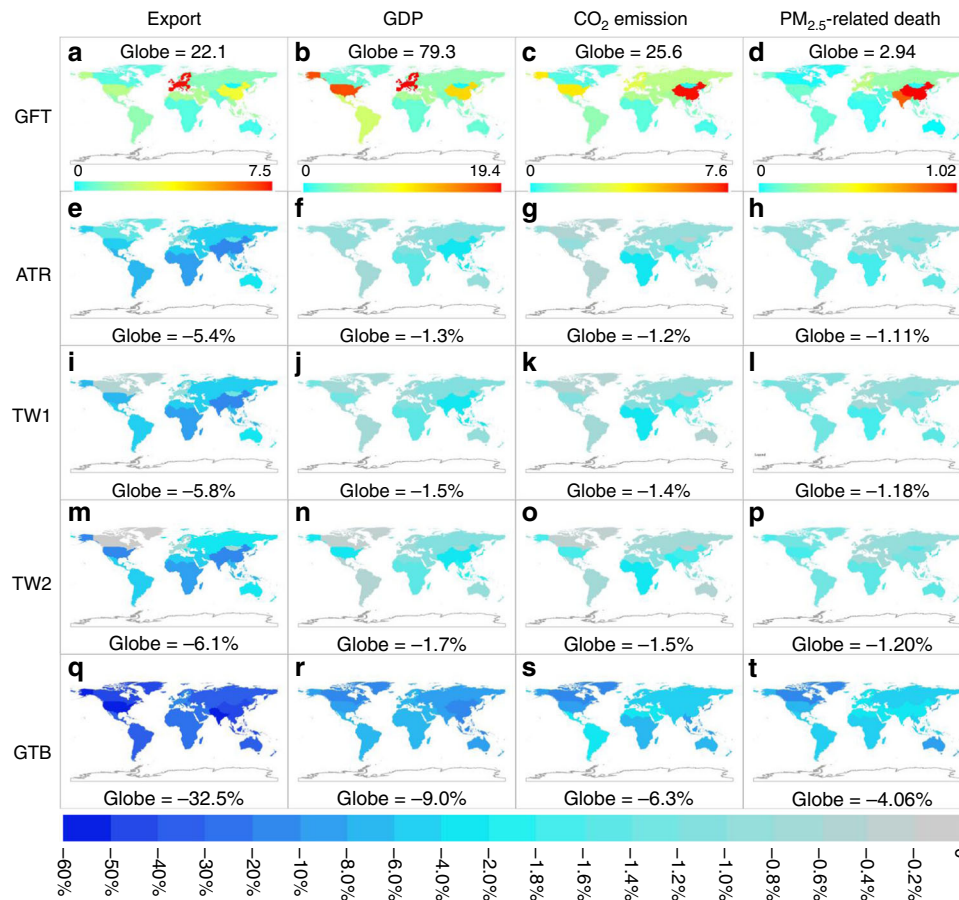 Export GDP CO₂ emission PM₂.₅-related death
a b c d
Globe = 22.1 Globe = 79.3 Globe = 25.6 Globe = 2.94
GFT
0 7.5 0 19.4 0 7.6 0 1.02
e f g h
ATR
Globe = –5.4% Globe = –1.3% Globe = –1.2% Globe = –1.11%
i j k l
TW1
Globe = –5.8% Globe = –1.5% Globe = –1.4% Globe = –1.18%
m n o p
TW2
Globe = –6.1% Globe = –1.7% Globe = –1.5% Globe = –1.20%
q r s t
GTB
Globe = –32.5% Globe = –9.0% Globe = –6.3% Globe = –4.06%
–60% –50% –40% –30% –20% –10% –8.0% –6.0% –4.0% –2.0% –1.8% –1.6% –1.4% –1.2% –1.0% –0.8% –0.6% –0.4% –0.2%